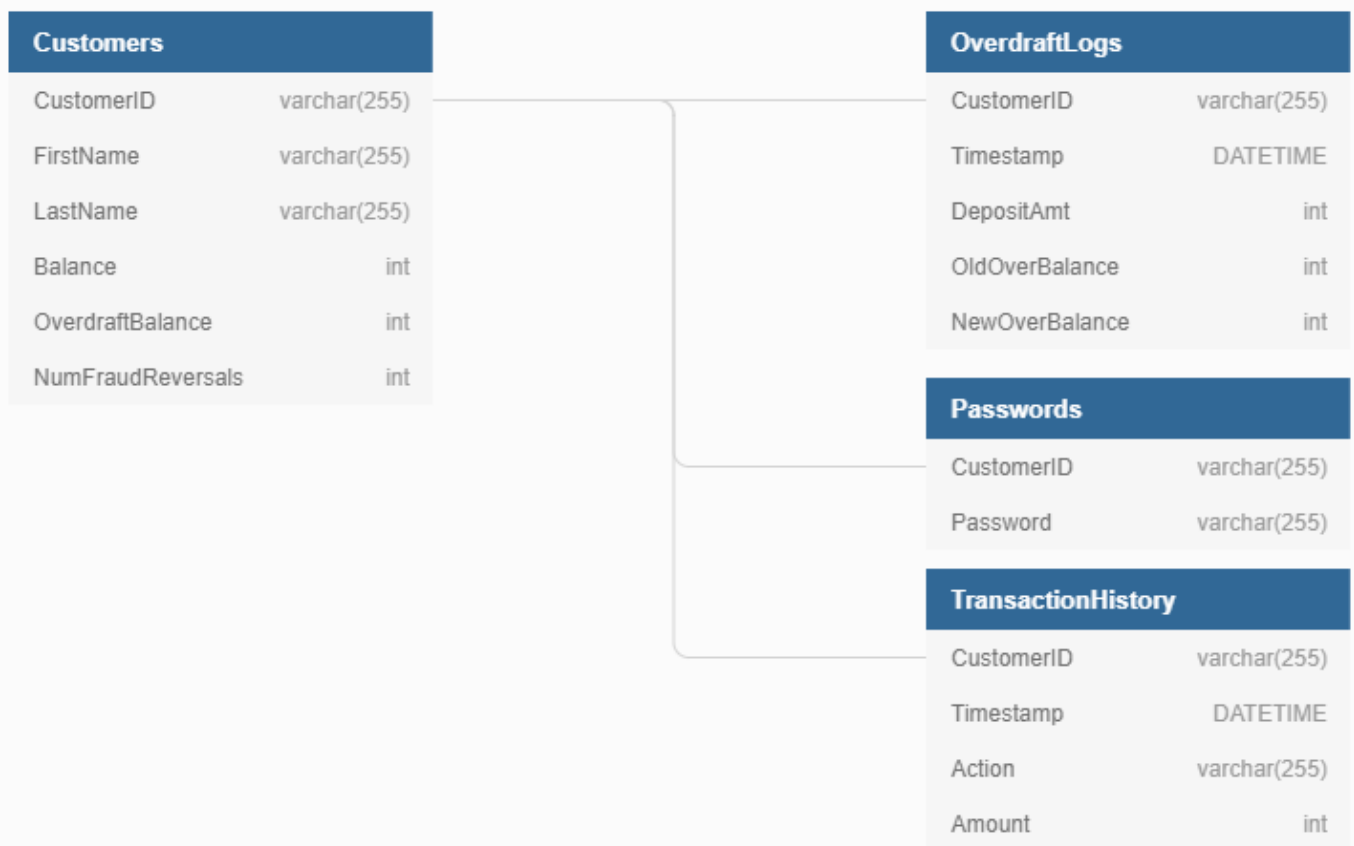 Customers
CustomerID varchar(255)
FirstName varchar(255)
LastName varchar(255)
Balance int
OverdraftBalance int
NumFraudReversals int
OverdraftLogs
CustomerID varchar(255)
Timestamp DATETIME
DepositAmt int
OldOverBalance int
NewOverBalance int
Passwords
CustomerID varchar(255)
Password varchar(255)
TransactionHistory
CustomerID varchar(255)
Timestamp DATETIME
Action varchar(255)
Amount int